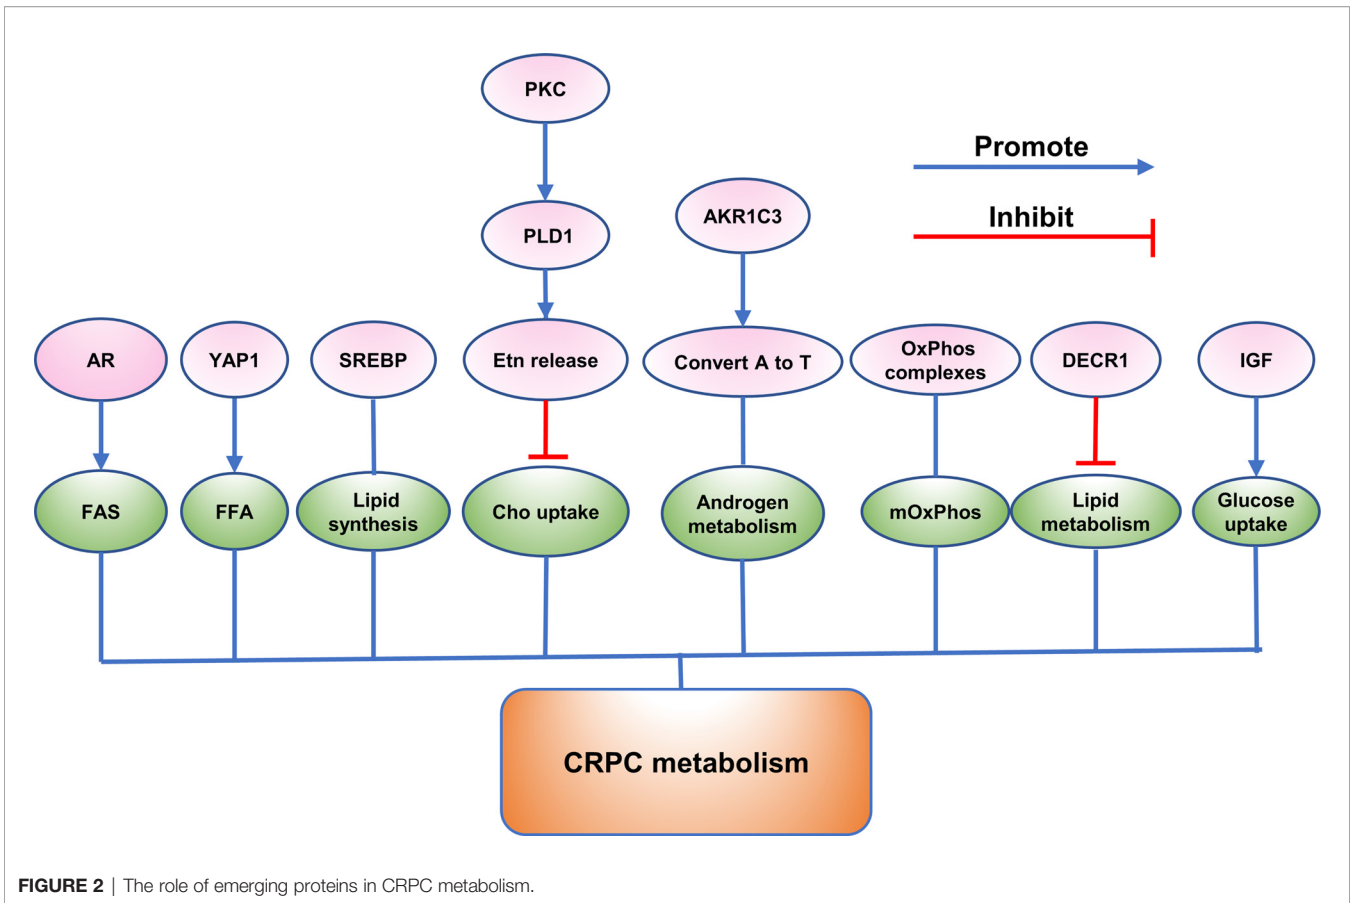 PKC
Promote
PLD1
AKR1C3
Inhibit
AR
YAP1
SREBP
Etn release
Convert A to T
OxPhos
complexes
DECR1
IGF
FAS
FFA
Lipid
synthesis
Cho uptake
Androgen
metabolism
mOxPhos
Lipid
metabolism
Glucose
uptake
CRPC metabolism
FIGURE 2 | The role of emerging proteins in CRPC metabolism.